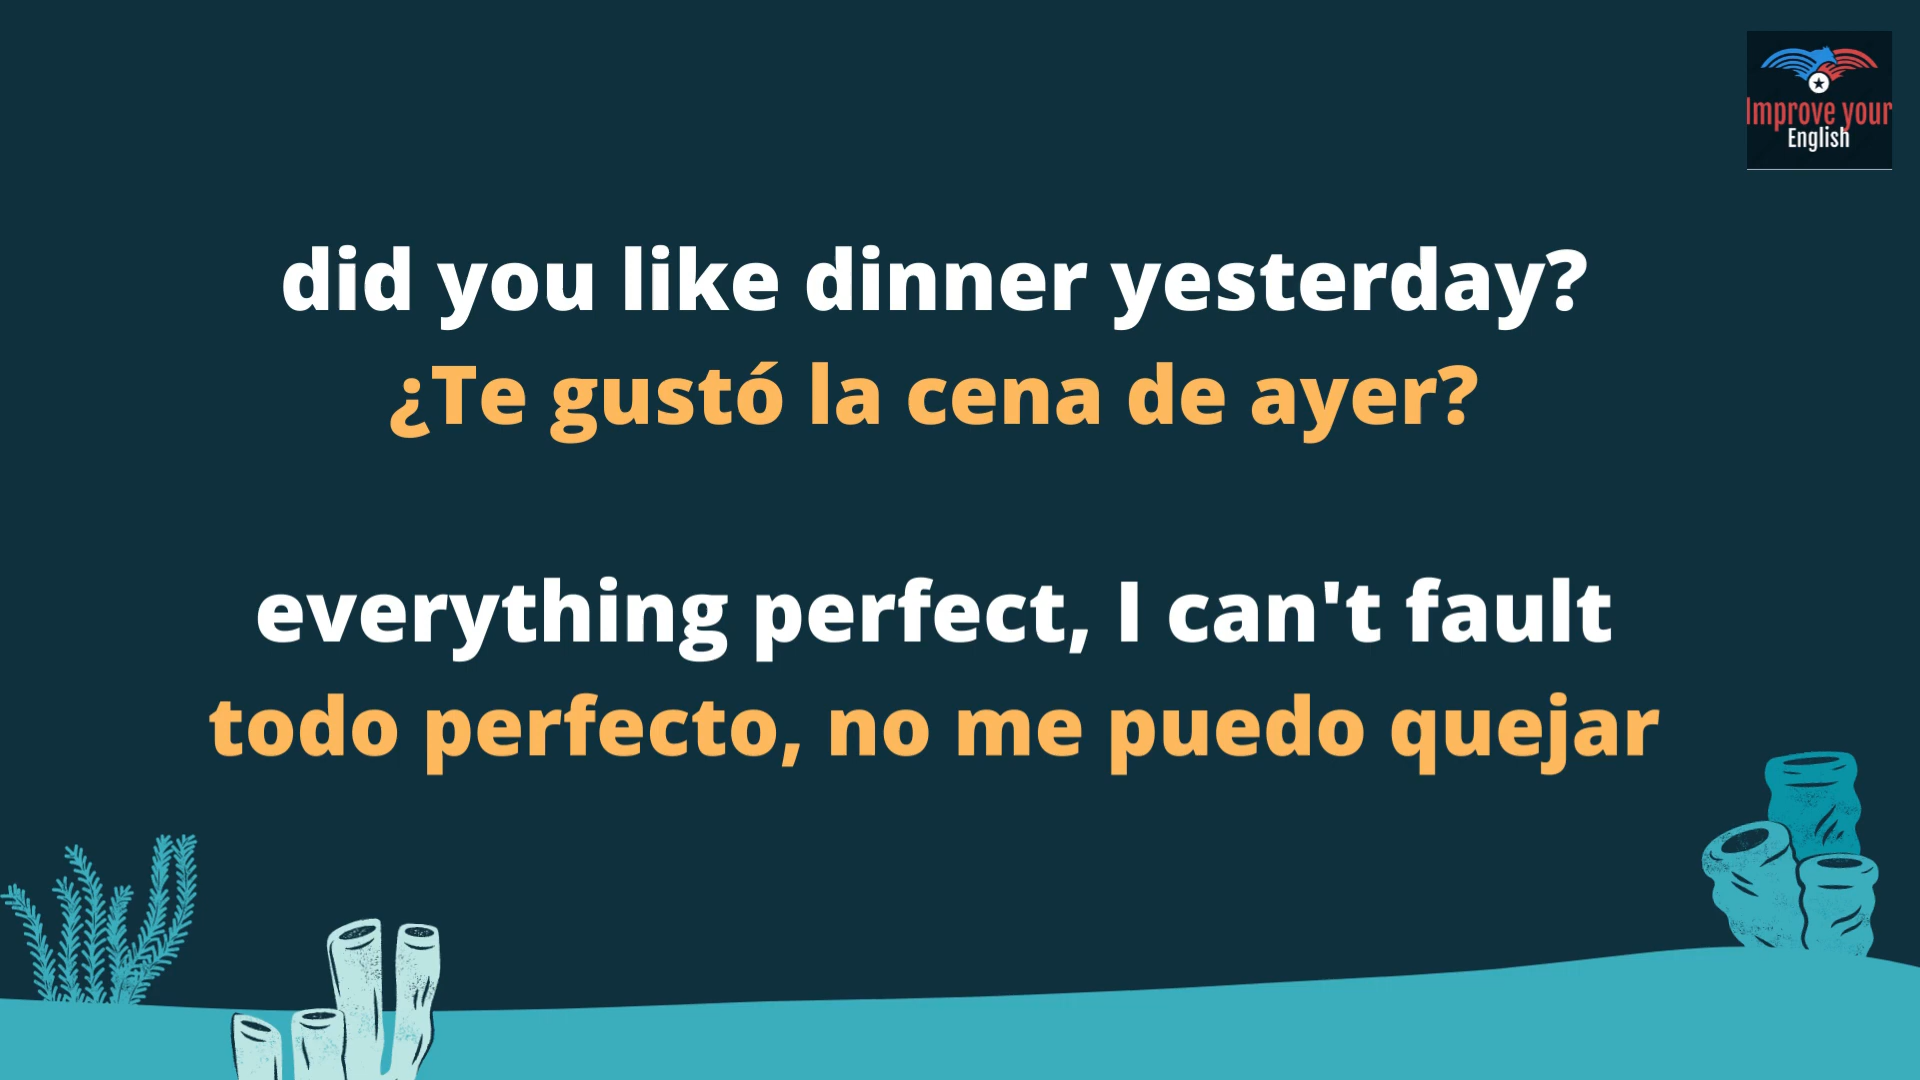 Improve your
English
did you like dinner yesterday?
¿Te gustó la cena de ayer?
everything perfect, I can't fault
todo perfecto, no me puedo quejar